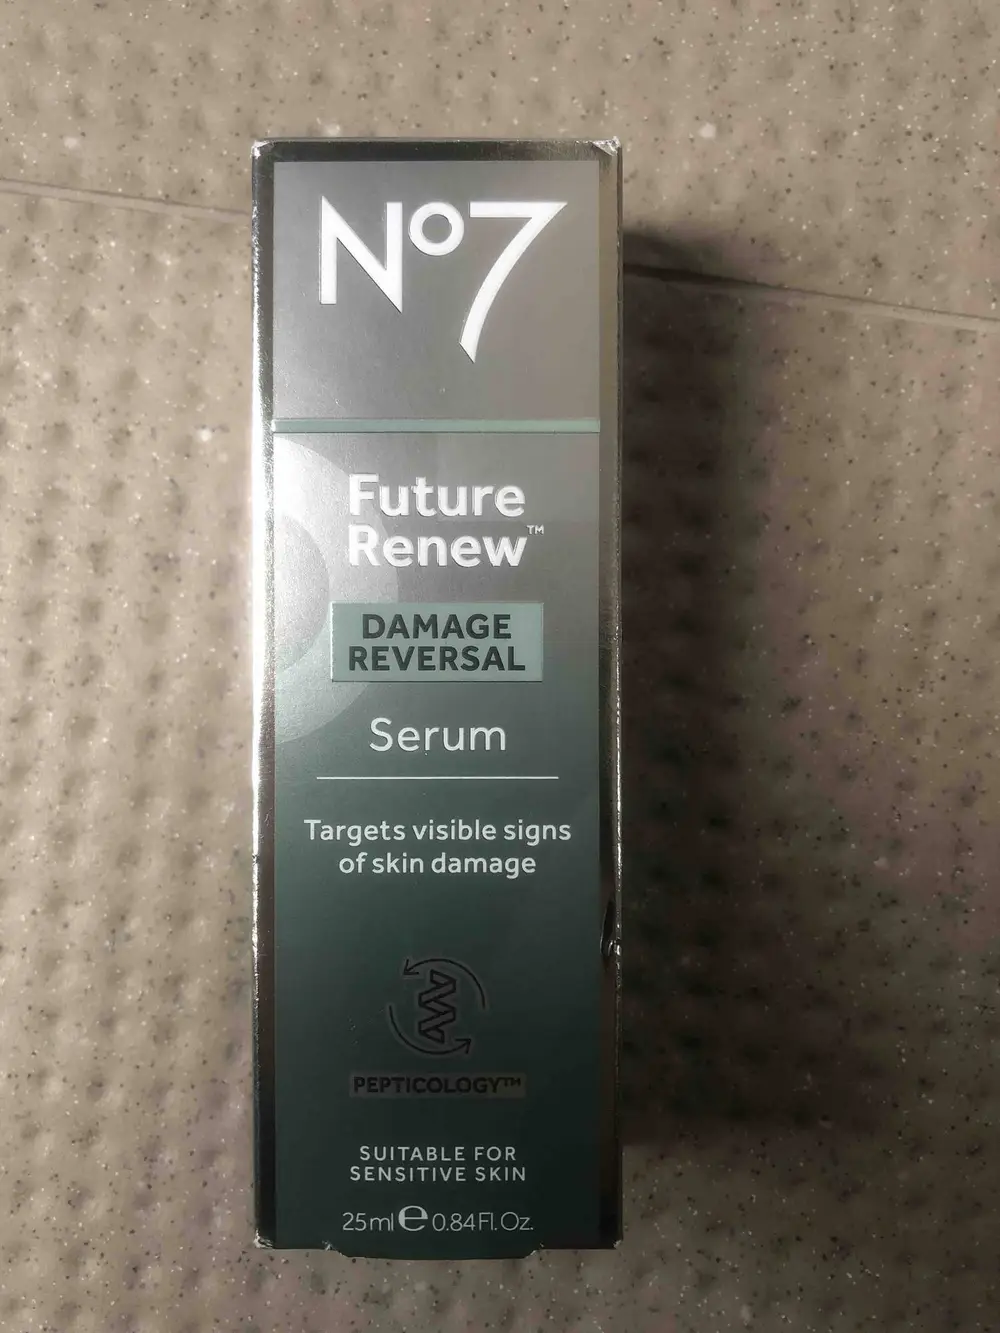 No7
Future
Renew™
DAMAGE
REVERSAL
Serum
Targets visible signs
of skin damage
PEPTICOLOGY™
SUITABLE FOR
SENSITIVE SKIN
25ml℮0.84Fl.Oz.